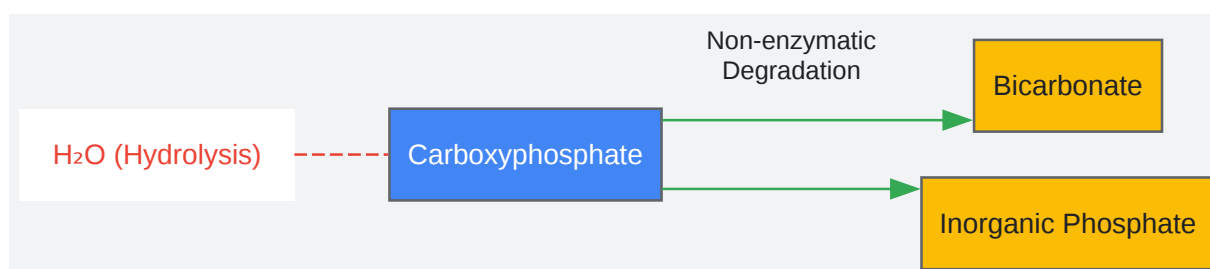 Non-enzymatic
Degradation
Bicarbonate
H₂O (Hydrolysis)
Carboxyphosphate
Inorganic Phosphate